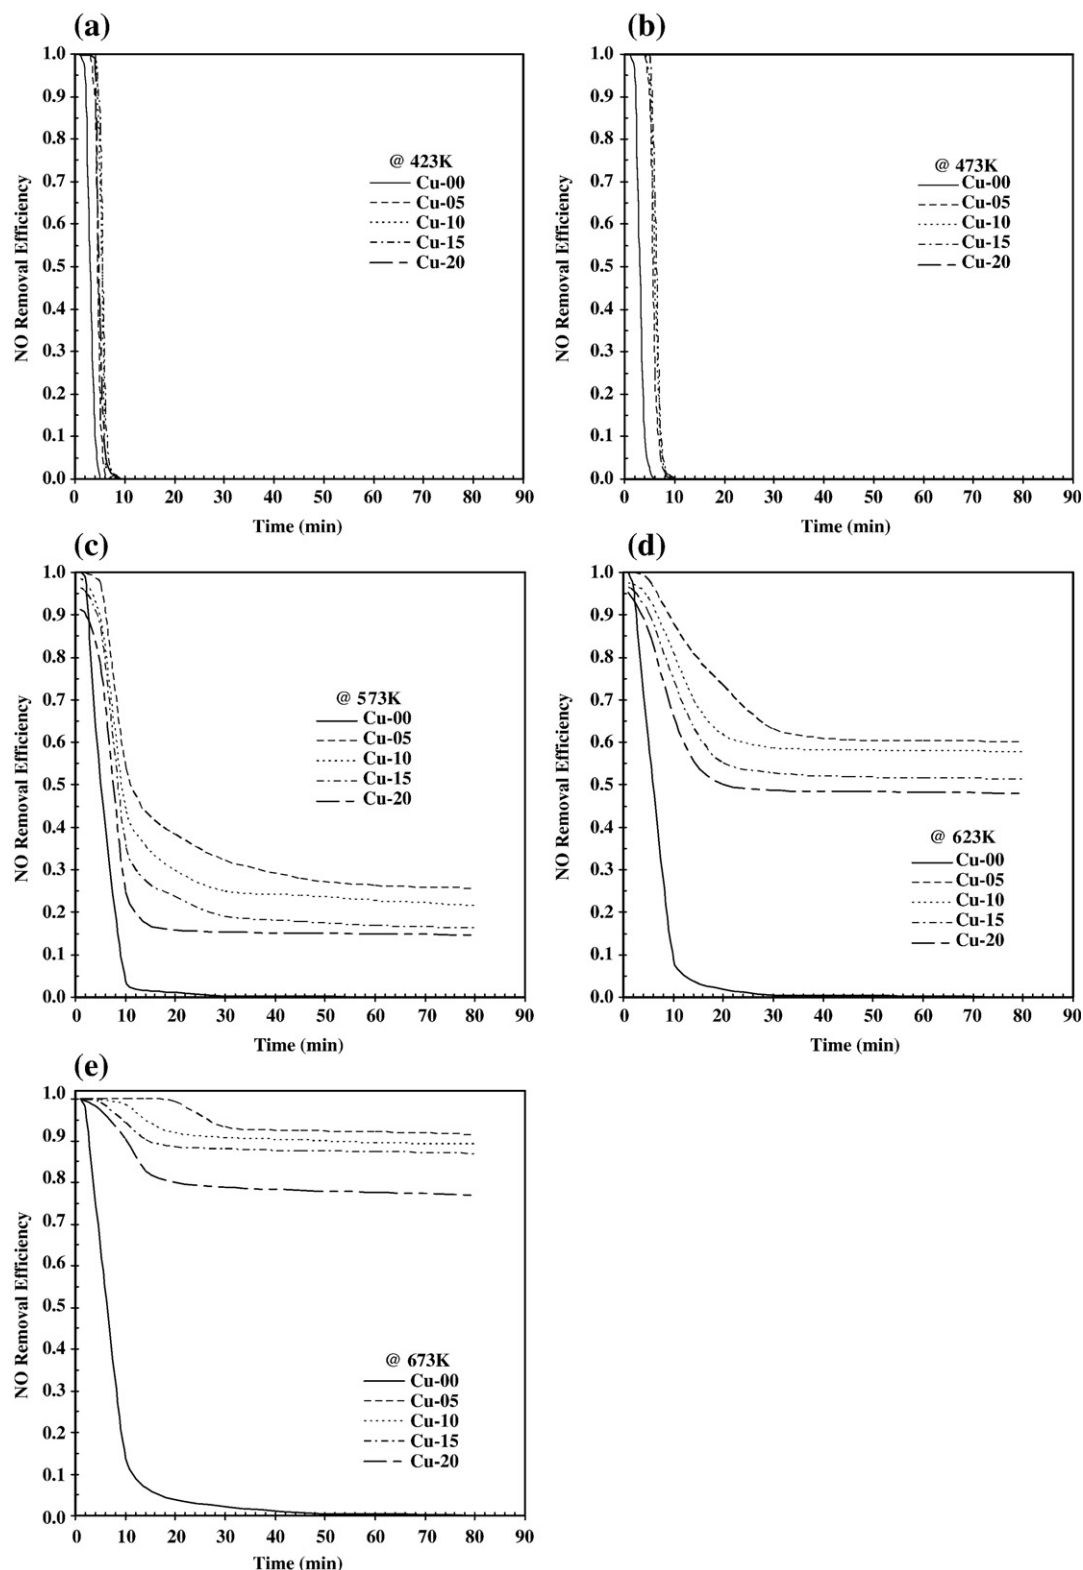 (a)
1.0
0.9
0.8
0.7
0.6
0.5
0.4
0.3
0.2
0.1
0.0
NO Removal Efficiency
@ 423K
Cu-00
Cu-05
Cu-10
Cu-15
Cu-20
0 10 20 30 40 50 60 70 80 90
Time (min)
(b)
1.0
0.9
0.8
0.7
0.6
0.5
0.4
0.3
0.2
0.1
0.0
NO Removal Efficiency
@ 473K
Cu-00
Cu-05
Cu-10
Cu-15
Cu-20
0 10 20 30 40 50 60 70 80 90
Time (min)
(c)
1.0
0.9
0.8
0.7
0.6
0.5
0.4
0.3
0.2
0.1
0.0
NO Removal Efficiency
@ 573K
Cu-00
Cu-05
Cu-10
Cu-15
Cu-20
0 10 20 30 40 50 60 70 80 90
Time (min)
(d)
1.0
0.9
0.8
0.7
0.6
0.5
0.4
0.3
0.2
0.1
0.0
NO Removal Efficiency
@ 623K
Cu-00
Cu-05
Cu-10
Cu-15
Cu-20
0 10 20 30 40 50 60 70 80 90
Time (min)
(e)
1.0
0.9
0.8
0.9
0.6
0.5
0.4
0.3
0.2
0.1
0.0
NO Removal Efficiency
@ 673K
Cu-00
Cu-05
Cu-10
Cu-15
Cu-20
0 10 20 30 40 50 60 70 80 90
Time (min)